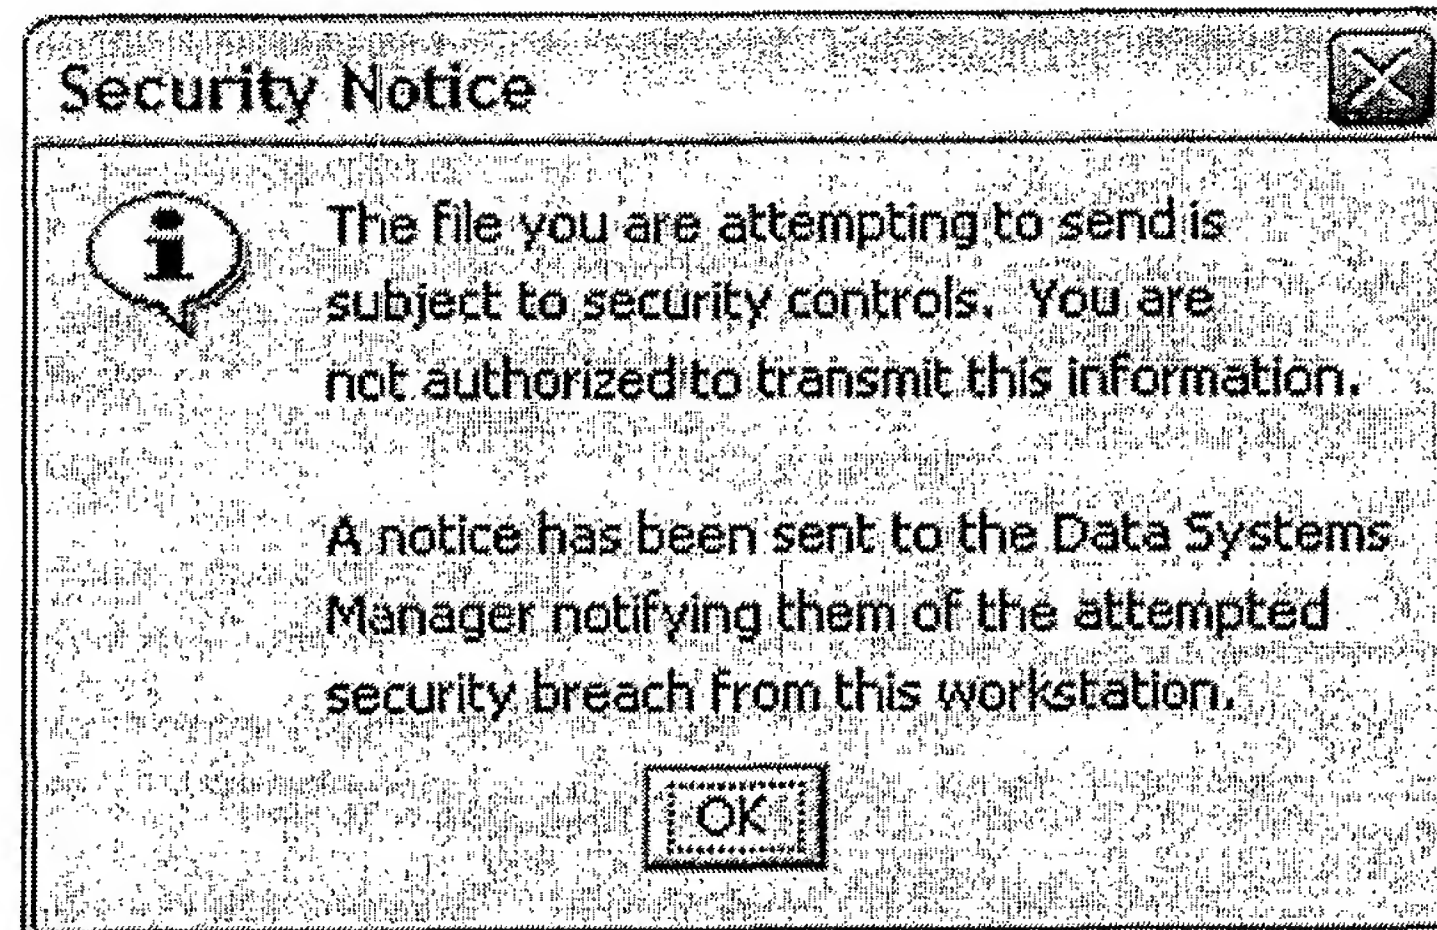 Security Notice
The file you are attempting to send is
subject to security controls.  You are
not authorized to transmit this information.
A notice has been sent to the Data Systems
Manager notifying them of the attempted
security breach from this workstation.
OK